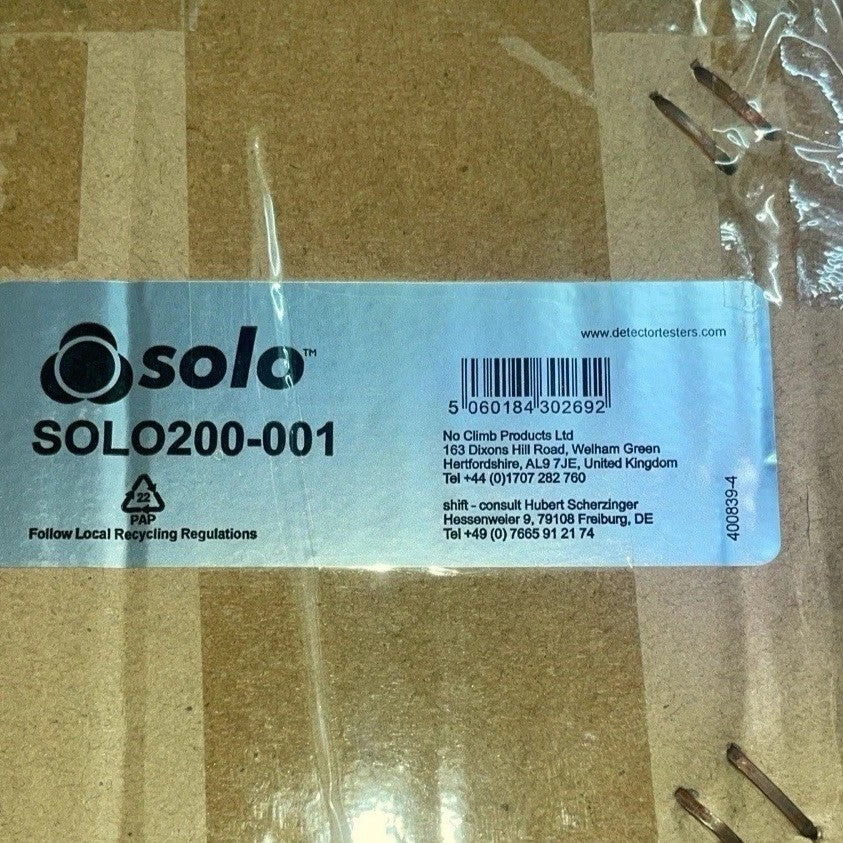 solo™
SOLO200-001
22
PAP
Follow Local Recycling Regulations
www.detectortesters.com
5 060184 302692
No Climb Products Ltd
163 Dixons Hill Road, Welham Green
Hertfordshire, AL9 7JE, United Kingdom
Tel +44 (0)1707 282 760
shift - consult Hubert Scherzinger
Hessenweier 9, 79108 Freiburg, DE
Tel +49 (0) 7665 91 21 74
400839-4